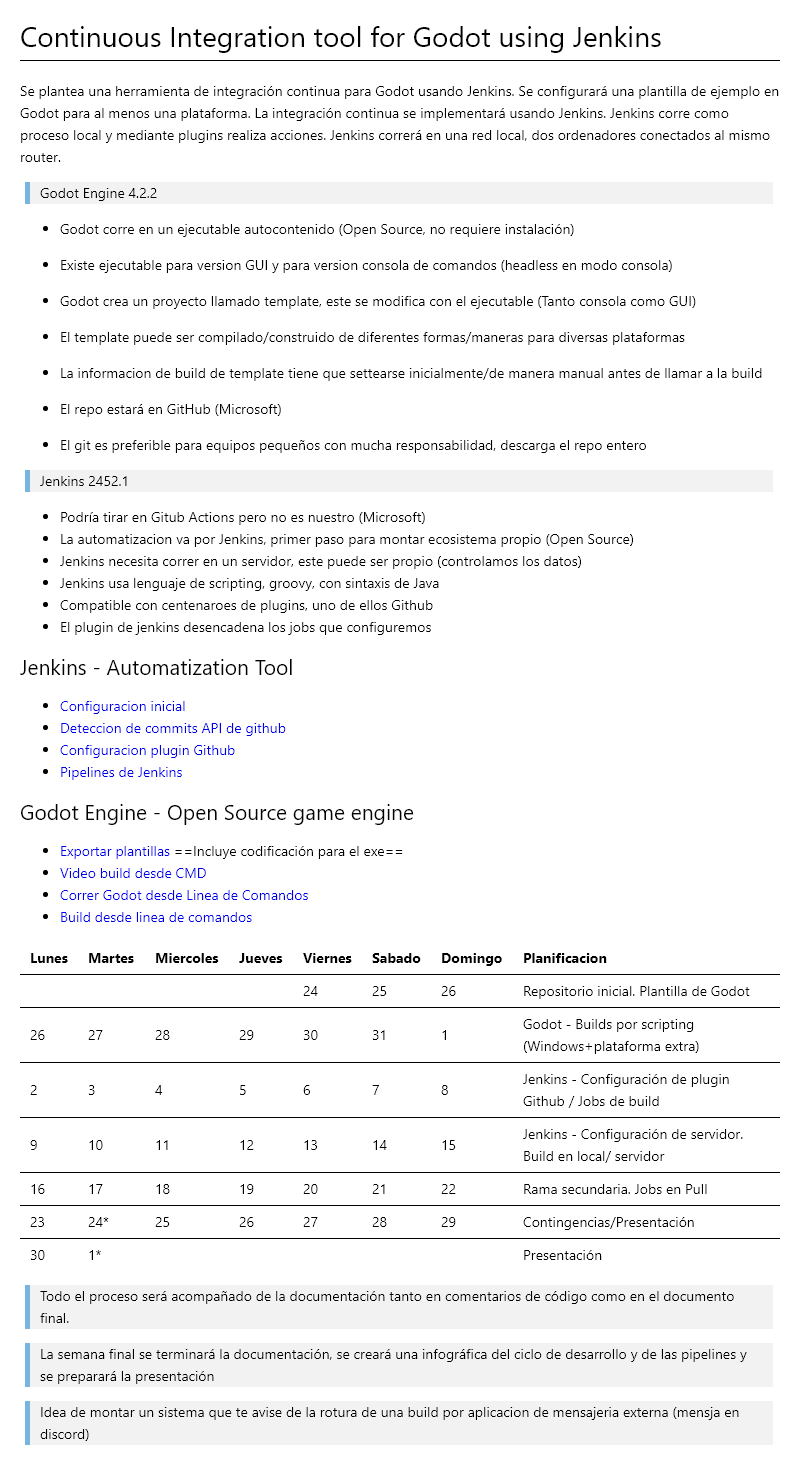 Continuous Integration tool for Godot using Jenkins
Se plantea una herramienta de integración continua para Godot usando Jenkins. Se configurará una plantilla de ejemplo en
Godot para al menos una plataforma. La integración continua se implementará usando Jenkins. Jenkins corre como
proceso local y mediante plugins realiza acciones. Jenkins correrá en una red local, dos ordenadores conectados al mismo
router.
Godot Engine 4.2.2
• Godot corre en un ejecutable autocontenido (Open Source, no requiere instalación)
• Existe ejecutable para version GUI y para version consola de comandos (headless en modo consola)
• Godot crea un proyecto llamado template, este se modifica con el ejecutable (Tanto consola como GUI)
• El template puede ser compilado/construido de diferentes formas/maneras para diversas plataformas
• La informacion de build de template tiene que settearse inicialmente/de manera manual antes de llamar a la build
• El repo estará en GitHub (Microsoft)
• El git es preferible para equipos pequeños con mucha responsabilidad, descarga el repo entero
Jenkins 2452.1
• Podría tirar en Gitub Actions pero no es nuestro (Microsoft)
• La automatizacion va por Jenkins, primer paso para montar ecosistema propio (Open Source)
• Jenkins necesita correr en un servidor, este puede ser propio (controlamos los datos)
• Jenkins usa lenguaje de scripting, groovy, con sintaxis de Java
• Compatible con centenaroes de plugins, uno de ellos Github
• El plugin de jenkins desencadena los jobs que configuremos
Jenkins - Automatization Tool
• Configuracion inicial
• Deteccion de commits API de github
• Configuracion plugin Github
• Pipelines de Jenkins
Godot Engine - Open Source game engine
• Exportar plantillas ==Incluye codificación para el exe==
• Video build desde CMD
• Correr Godot desde Linea de Comandos
• Build desde linea de comandos
Lunes Martes Miercoles Jueves Viernes Sabado Domingo Planificacion
24 25 26 Repositorio inicial. Plantilla de Godot
26 27 28 29 30 31 1 Godot - Builds por scripting
(Windows+plataforma extra)
2 3 4 5 6 7 8 Jenkins - Configuración de plugin
Github / Jobs de build
9 10 11 12 13 14 15 Jenkins - Configuración de servidor.
Build en local/ servidor
16 17 18 19 20 21 22 Rama secundaria. Jobs en Pull
23 24* 25 26 27 28 29 Contingencias/Presentación
30 1* Presentación
Todo el proceso será acompañado de la documentación tanto en comentarios de código como en el documento
final.
La semana final se terminará la documentación, se creará una infográfica del ciclo de desarrollo y de las pipelines y
se preparará la presentación
Idea de montar un sistema que te avise de la rotura de una build por aplicacion de mensajeria externa (mensja en
discord)